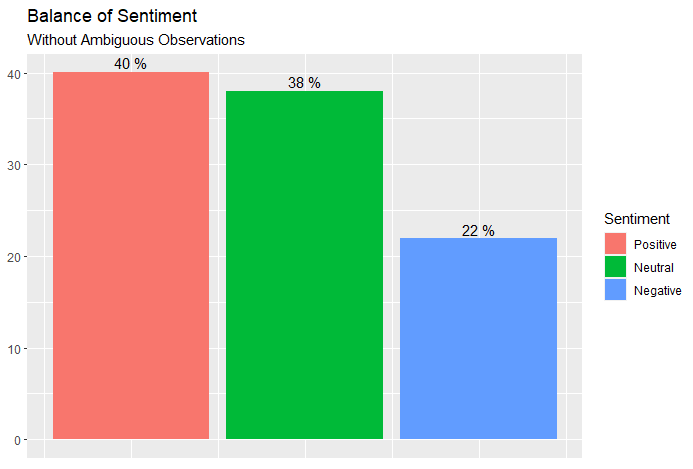 Balance of Sentiment
Without Ambiguous Observations
40 %
38 %
22 %
40
30
20
10
0
Sentiment
Positive
Neutral
Negative